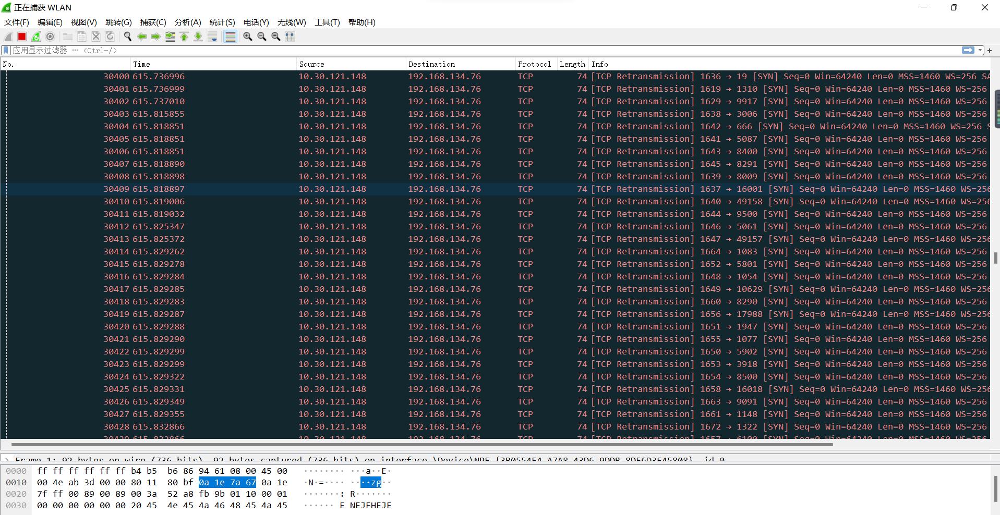 正在捕获 WLAN
文件(F) 编辑(E) 视图(V) 跳转(G) 捕获(C) 分析(A) 统计(S) 电话(Y) 无线(W) 工具(T) 帮助(H)
应用显示过滤器 … <Ctrl-/>
No. Time Source Destination Protocol Length Info
30400 615.736996 10.30.121.148 192.168.134.76 TCP 74 [TCP Retransmission] 1636 → 19 [SYN] Seq=0 Win=64240 Len=0 MSS=1460 WS=256 SA
30401 615.736999 10.30.121.148 192.168.134.76 TCP 74 [TCP Retransmission] 1619 → 1310 [SYN] Seq=0 Win=64240 Len=0 MSS=1460 WS=256
30402 615.737010 10.30.121.148 192.168.134.76 TCP 74 [TCP Retransmission] 1629 → 9917 [SYN] Seq=0 Win=64240 Len=0 MSS=1460 WS=256
30403 615.815855 10.30.121.148 192.168.134.76 TCP 74 [TCP Retransmission] 1638 → 3006 [SYN] Seq=0 Win=64240 Len=0 MSS=1460 WS=256
30404 615.818851 10.30.121.148 192.168.134.76 TCP 74 [TCP Retransmission] 1642 → 666 [SYN] Seq=0 Win=64240 Len=0 MSS=1460 WS=256 S
30405 615.818851 10.30.121.148 192.168.134.76 TCP 74 [TCP Retransmission] 1641 → 5087 [SYN] Seq=0 Win=64240 Len=0 MSS=1460 WS=256
30406 615.818851 10.30.121.148 192.168.134.76 TCP 74 [TCP Retransmission] 1643 → 8400 [SYN] Seq=0 Win=64240 Len=0 MSS=1460 WS=256
30407 615.818890 10.30.121.148 192.168.134.76 TCP 74 [TCP Retransmission] 1645 → 8291 [SYN] Seq=0 Win=64240 Len=0 MSS=1460 WS=256
30408 615.818898 10.30.121.148 192.168.134.76 TCP 74 [TCP Retransmission] 1639 → 8009 [SYN] Seq=0 Win=64240 Len=0 MSS=1460 WS=256
30409 615.818897 10.30.121.148 192.168.134.76 TCP 74 [TCP Retransmission] 1637 → 16001 [SYN] Seq=0 Win=64240 Len=0 MSS=1460 WS=256
30410 615.819006 10.30.121.148 192.168.134.76 TCP 74 [TCP Retransmission] 1640 → 49158 [SYN] Seq=0 Win=64240 Len=0 MSS=1460 WS=256
30411 615.819032 10.30.121.148 192.168.134.76 TCP 74 [TCP Retransmission] 1644 → 9500 [SYN] Seq=0 Win=64240 Len=0 MSS=1460 WS=256
30412 615.825347 10.30.121.148 192.168.134.76 TCP 74 [TCP Retransmission] 1646 → 5061 [SYN] Seq=0 Win=64240 Len=0 MSS=1460 WS=256
30413 615.825372 10.30.121.148 192.168.134.76 TCP 74 [TCP Retransmission] 1647 → 49157 [SYN] Seq=0 Win=64240 Len=0 MSS=1460 WS=256
30414 615.829262 10.30.121.148 192.168.134.76 TCP 74 [TCP Retransmission] 1664 → 1083 [SYN] Seq=0 Win=64240 Len=0 MSS=1460 WS=256
30415 615.829278 10.30.121.148 192.168.134.76 TCP 74 [TCP Retransmission] 1652 → 5801 [SYN] Seq=0 Win=64240 Len=0 MSS=1460 WS=256
30416 615.829284 10.30.121.148 192.168.134.76 TCP 74 [TCP Retransmission] 1648 → 1054 [SYN] Seq=0 Win=64240 Len=0 MSS=1460 WS=256
30417 615.829285 10.30.121.148 192.168.134.76 TCP 74 [TCP Retransmission] 1649 → 10629 [SYN] Seq=0 Win=64240 Len=0 MSS=1460 WS=256
30418 615.829283 10.30.121.148 192.168.134.76 TCP 74 [TCP Retransmission] 1660 → 8290 [SYN] Seq=0 Win=64240 Len=0 MSS=1460 WS=256
30419 615.829287 10.30.121.148 192.168.134.76 TCP 74 [TCP Retransmission] 1656 → 17988 [SYN] Seq=0 Win=64240 Len=0 MSS=1460 WS=256
30420 615.829288 10.30.121.148 192.168.134.76 TCP 74 [TCP Retransmission] 1651 → 1947 [SYN] Seq=0 Win=64240 Len=0 MSS=1460 WS=256
30421 615.829290 10.30.121.148 192.168.134.76 TCP 74 [TCP Retransmission] 1655 → 1077 [SYN] Seq=0 Win=64240 Len=0 MSS=1460 WS=256
30422 615.829299 10.30.121.148 192.168.134.76 TCP 74 [TCP Retransmission] 1650 → 5902 [SYN] Seq=0 Win=64240 Len=0 MSS=1460 WS=256
30423 615.829299 10.30.121.148 192.168.134.76 TCP 74 [TCP Retransmission] 1653 → 3918 [SYN] Seq=0 Win=64240 Len=0 MSS=1460 WS=256
30424 615.829322 10.30.121.148 192.168.134.76 TCP 74 [TCP Retransmission] 1654 → 8500 [SYN] Seq=0 Win=64240 Len=0 MSS=1460 WS=256
30425 615.829331 10.30.121.148 192.168.134.76 TCP 74 [TCP Retransmission] 1658 → 16018 [SYN] Seq=0 Win=64240 Len=0 MSS=1460 WS=256
30426 615.829349 10.30.121.148 192.168.134.76 TCP 74 [TCP Retransmission] 1663 → 9091 [SYN] Seq=0 Win=64240 Len=0 MSS=1460 WS=256
30427 615.829355 10.30.121.148 192.168.134.76 TCP 74 [TCP Retransmission] 1661 → 1148 [SYN] Seq=0 Win=64240 Len=0 MSS=1460 WS=256
30428 615.832866 10.30.121.148 192.168.134.76 TCP 74 [TCP Retransmission] 1672 → 1322 [SYN] Seq=0 Win=64240 Len=0 MSS=1460 WS=256
30429 615.832866 10.30.121.148 192.168.134.76 TCP 74 [TCP Retransmission] 1657 → 6100 [SYN] Seq=0 Win=64240 Len=0 MSS=1460 WS=256
Frame 1: 92 bytes on wire (736 bits), 92 bytes captured (736 bits) on interface
0000 ff ff ff ff ff ff b4 b5 b6 86 94 61 08 00 45 00 ········ ···a··E·
0010 00 4e ab 3d 00 00 80 11 80 bf 0a 1e 7a 67 0a 1e ·N·=···· ····zg··
0020 7f ff 00 89 00 89 00 3a 52 a8 fb 9b 01 10 00 01 ·······: R·······
0030 00 00 00 00 00 00 20 45 4e 45 4a 46 48 45 4a 45 ······ E NEJFHEJE